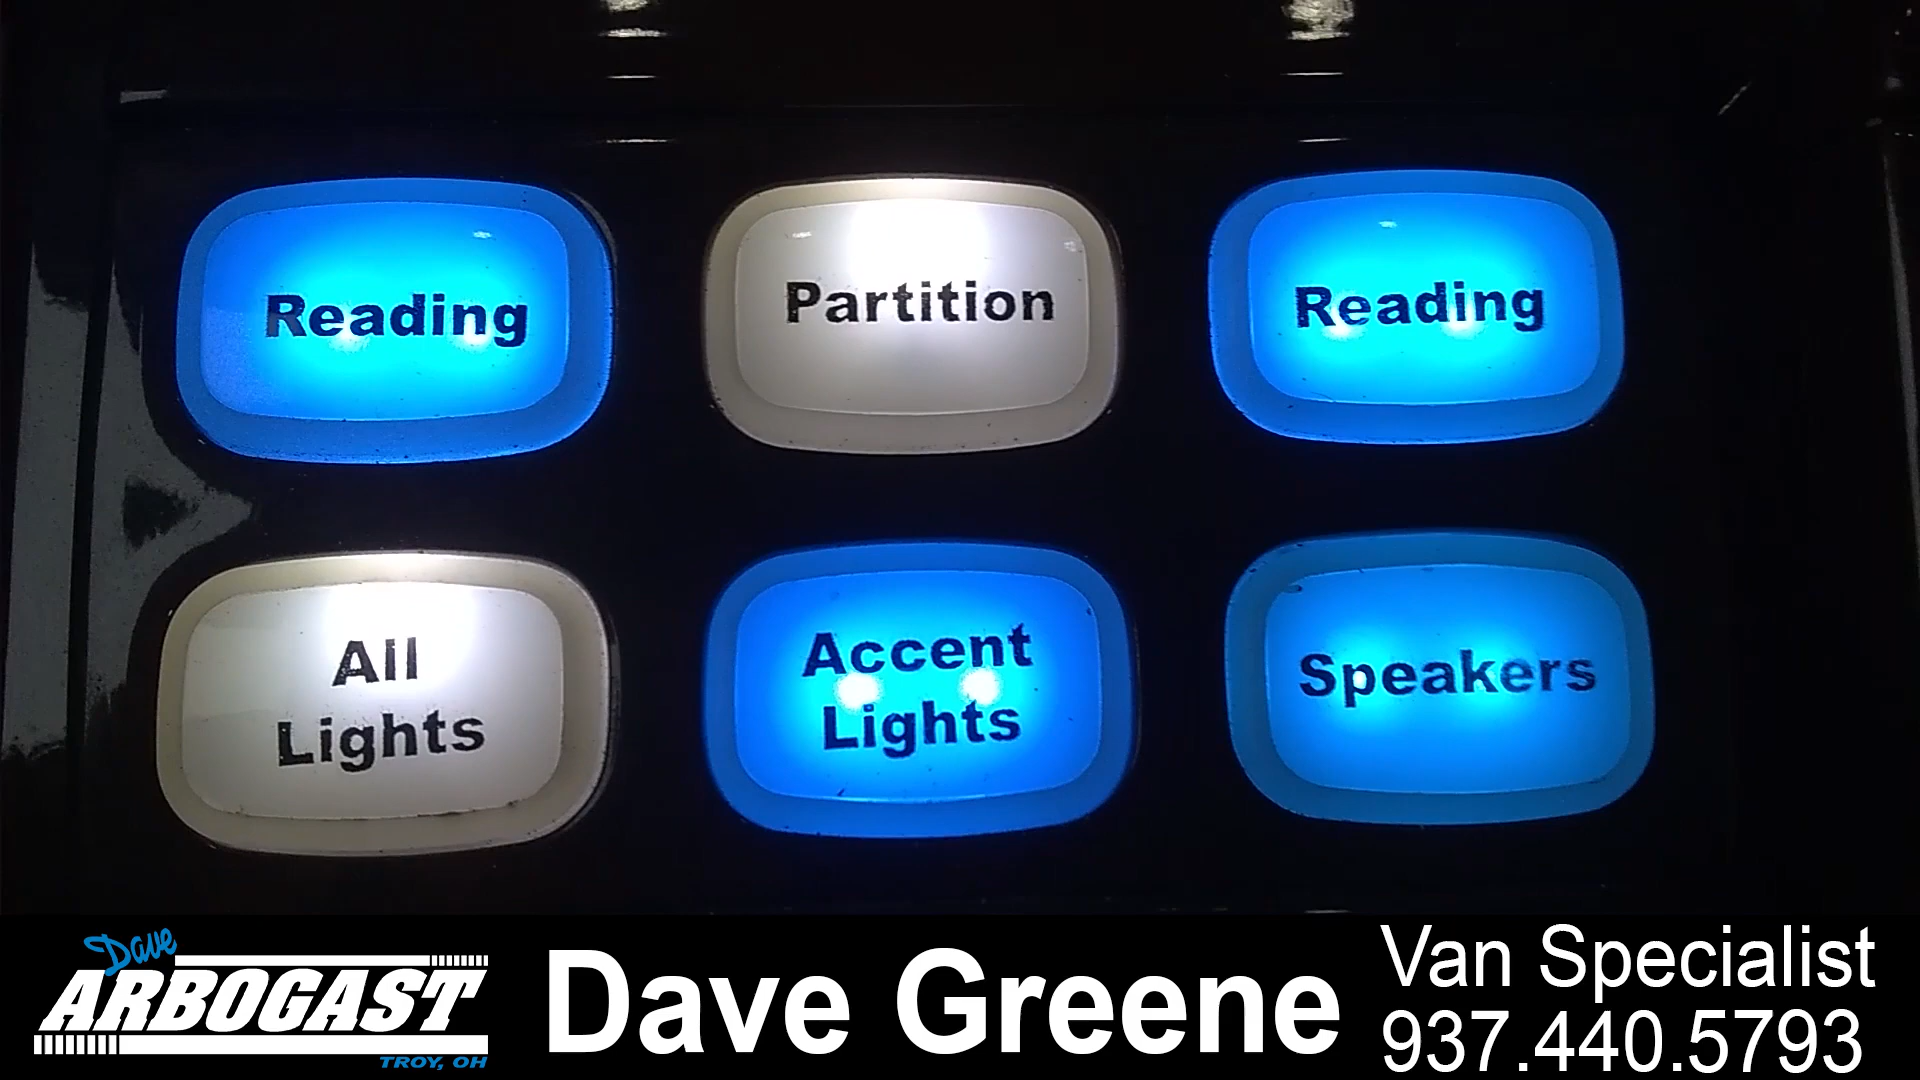 Reading
Partition
Reading
All
Lights
Accent
Lights
Speakers
Dave
ARBOGAST
TROY, OH
Dave Greene
Van Specialist
937.440.5793